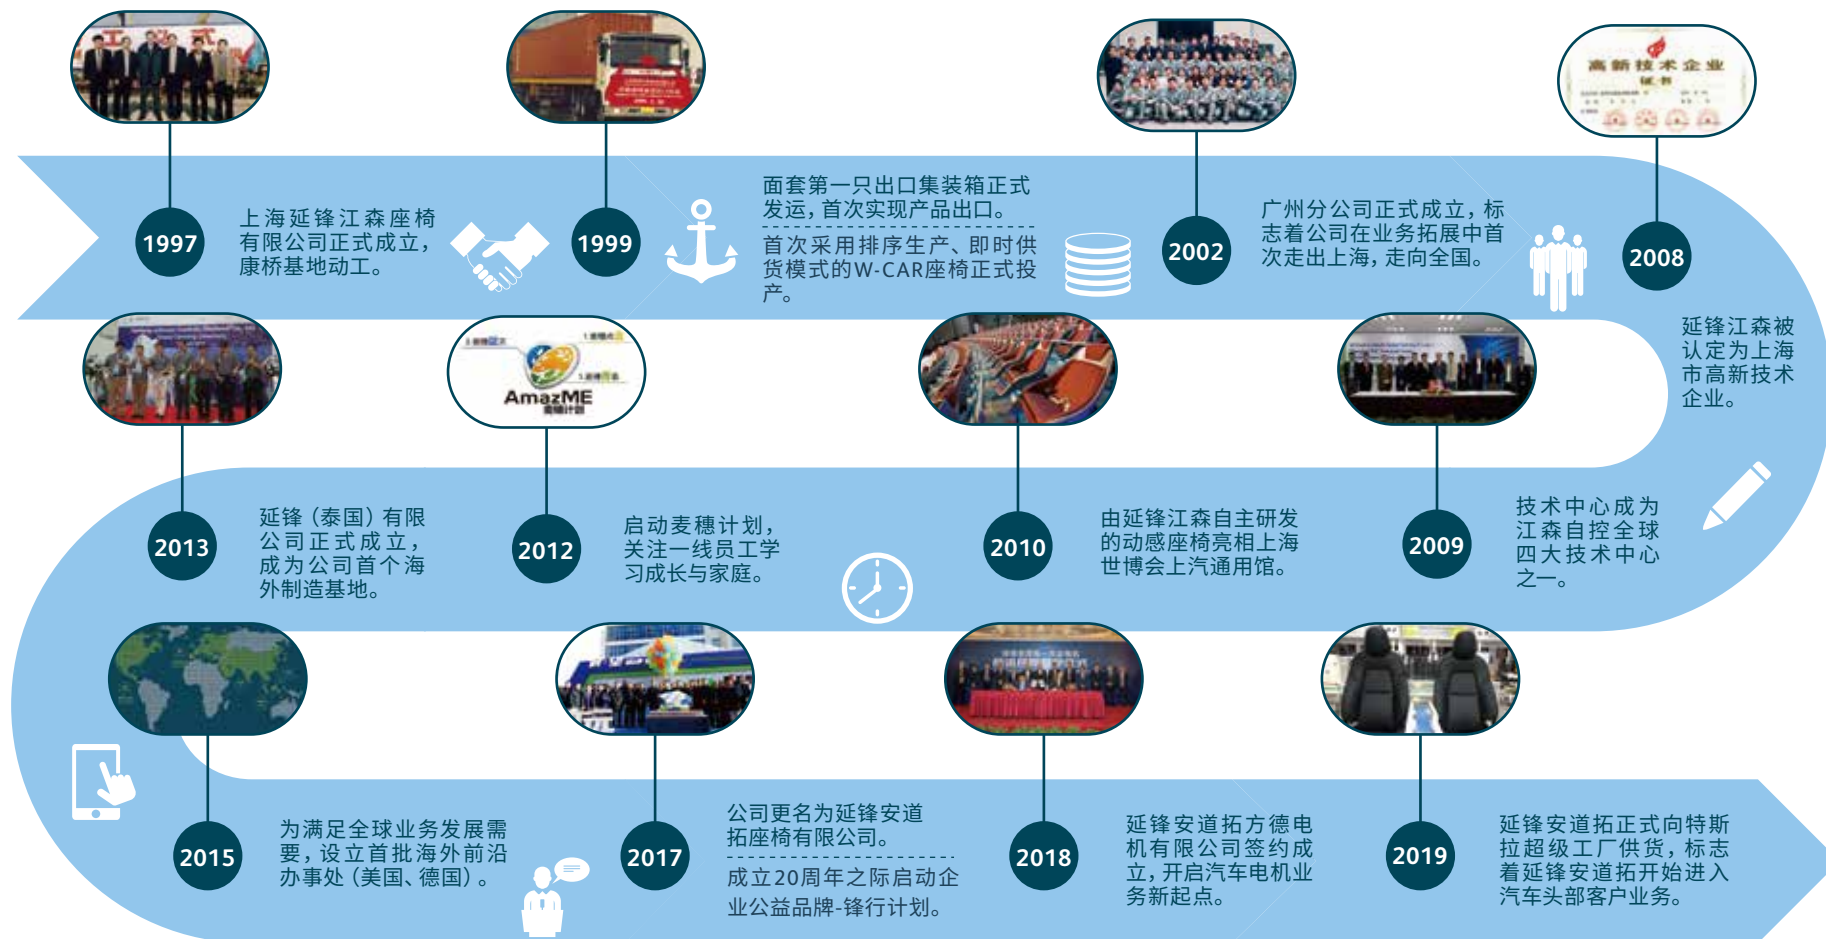 高新技术企业
证书
1997
上海延锋江森座椅
有限公司正式成立，
康桥基地动工。
1999
面套第一只出口集装箱正式
发运，首次实现产品出口。
首次采用排序生产、即时供
货模式的W-CAR座椅正式投
产。
2002
广州分公司正式成立，标
志着公司在业务拓展中首
次走出上海，走向全国。
2008
延锋江森被
认定为上海
市高新技术
企业。
2009
技术中心成为
江森自控全球
四大技术中心
之一。
2010
由延锋江森自主研发
的动感座椅亮相上海
世博会上汽通用馆。
AmazME
麦穗计划
2012
启动麦穗计划，
关注一线员工学
习成长与家庭。
2013
延锋（泰国）有限
公司正式成立，
成为公司首个海
外制造基地。
2015
为满足全球业务发展需
要，设立首批海外前沿
办事处（美国、德国）。
2017
公司更名为延锋安道
拓座椅有限公司。
成立20周年之际启动企
业公益品牌-锋行计划。
2018
延锋安道拓方德电
机有限公司签约成
立，开启汽车电机业
务新起点。
2019
延锋安道拓正式向特斯
拉超级工厂供货，标志
着延锋安道拓开始进入
汽车头部客户业务。